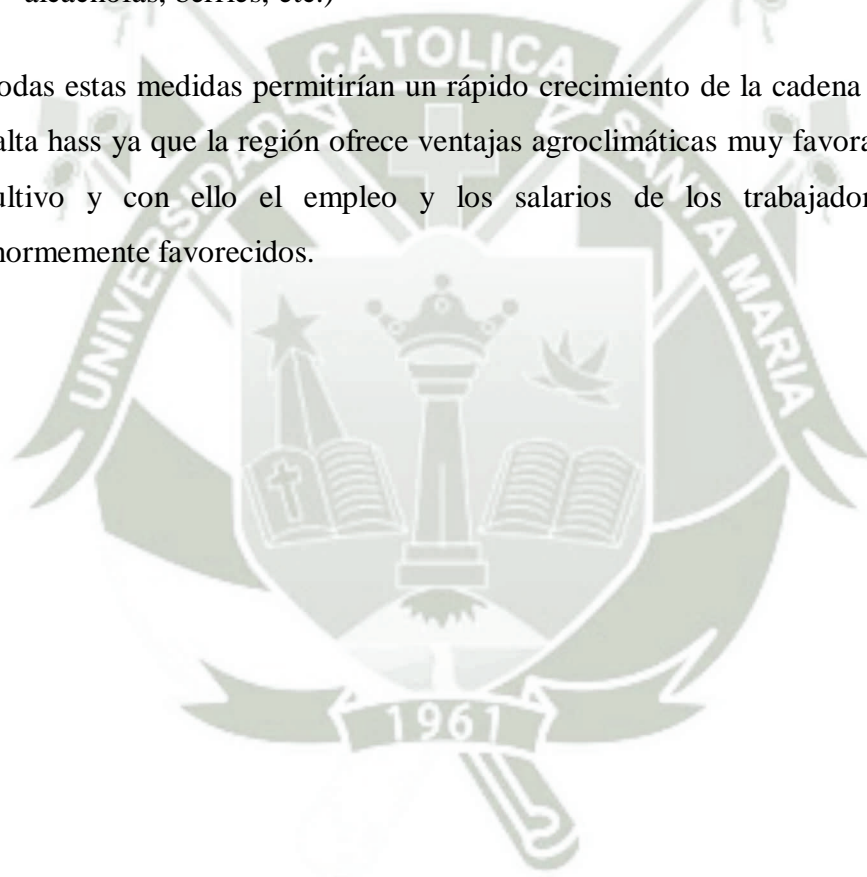 alcachofas, berries, etc.)
odas estas medidas permitirían un rápido crecimiento de la cadena
alta hass ya que la región ofrece ventajas agroclimáticas muy favora
ultivo y con ello el empleo y los salarios de los trabajador
normemente favorecidos.
UNIVERSIDAD CATOLICA SANTA MARIA
1961